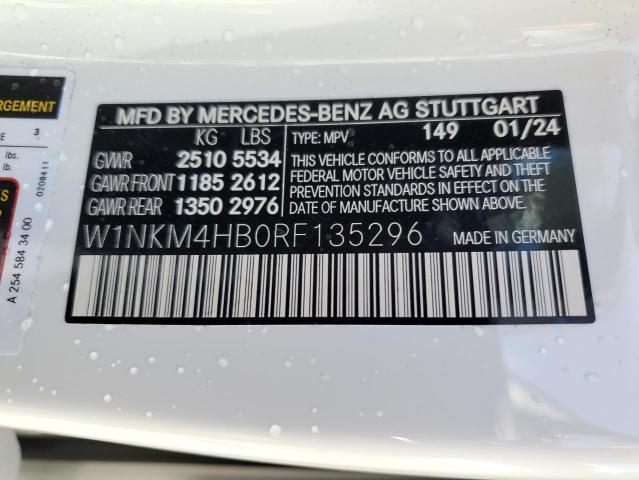 MFD BY MERCEDES-BENZ AG STUTTGART
KG LBS
TYPE: MPV 149 01/24
GVWR 2510 5534
GAWR FRONT 1185 2612
GAWR REAR 1350 2976
THIS VEHICLE CONFORMS TO ALL APPLICABLE
FEDERAL MOTOR VEHICLE SAFETY AND THEFT
PREVENTION STANDARDS IN EFFECT ON THE
DATE OF MANUFACTURE SHOWN ABOVE.
W1NKM4HB0RF135296
MADE IN GERMANY
RGEMENT
E 3
lbs.
lb.
0208411
S
A 254 584 34 00